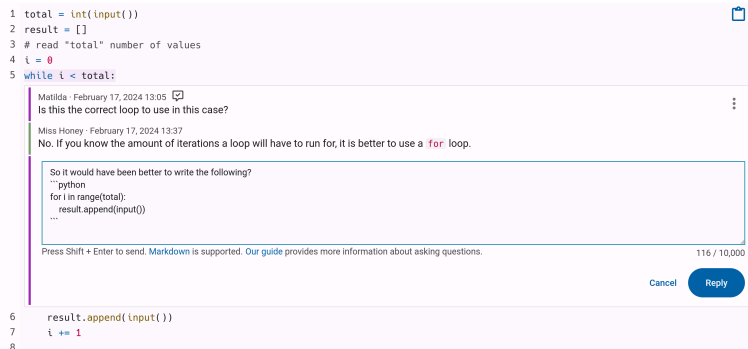 1 total = int(input())
2 result = []
3 # read "total" number of values
4 i = 0
5 while i < total:
Matilda · February 17, 2024 13:05
Is this the correct loop to use in this case?
Miss Honey · February 17, 2024 13:37
No. If you know the amount of iterations a loop will have to run for, it is better to use a for loop.
So it would have been better to write the following?
```python
for i in range(total):
    result.append(input())
```
Press Shift + Enter to send. Markdown is supported. Our guide provides more information about asking questions.
116 / 10,000
Cancel Reply
6     result.append(input())
7     i += 1
8